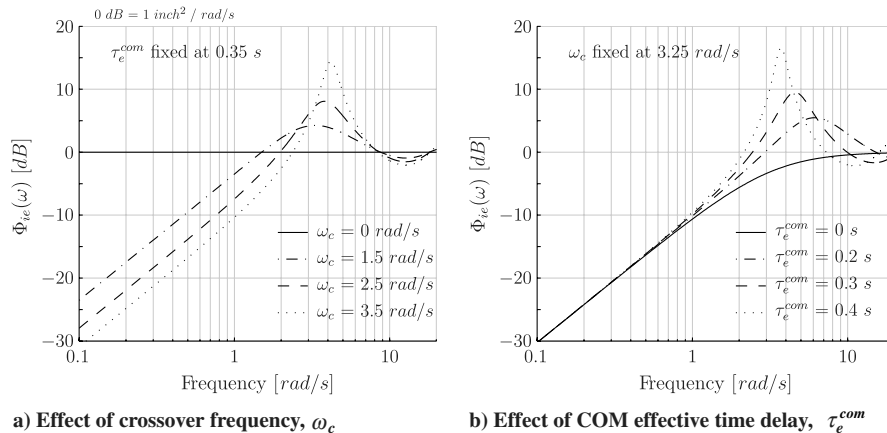 0 dB = 1 inch² / rad/s
τ_e^com fixed at 0.35 s
20
10
0
−10
−20
−30
Φ_ie(ω) [dB]
ω_c = 0 rad/s
ω_c = 1.5 rad/s
ω_c = 2.5 rad/s
ω_c = 3.5 rad/s
0.1
1
10
Frequency [rad/s]
a) Effect of crossover frequency, ω_c
ω_c fixed at 3.25 rad/s
20
10
0
−10
−20
−30
Φ_ie(ω) [dB]
τ_e^com = 0 s
τ_e^com = 0.2 s
τ_e^com = 0.3 s
τ_e^com = 0.4 s
0.1
1
10
Frequency [rad/s]
b) Effect of COM effective time delay, τ_e^com